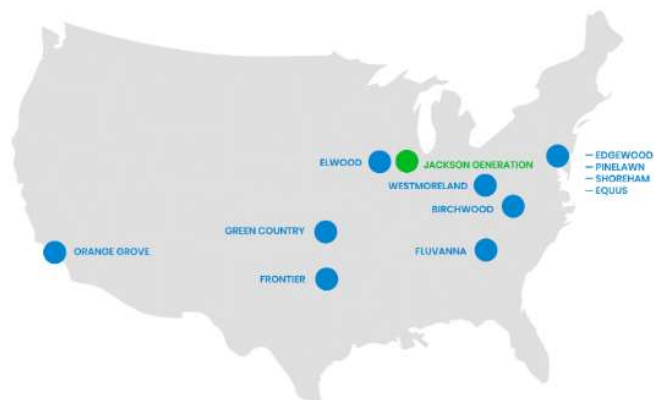 ELWOOD
JACKSON GENERATION
EDGEWOOD
PINELAWN
SHOREHAM
EQUUS
WESTMORELAND
BIRCHWOOD
GREEN COUNTRY
ORANGE GROVE
FLUVANNA
FRONTIER